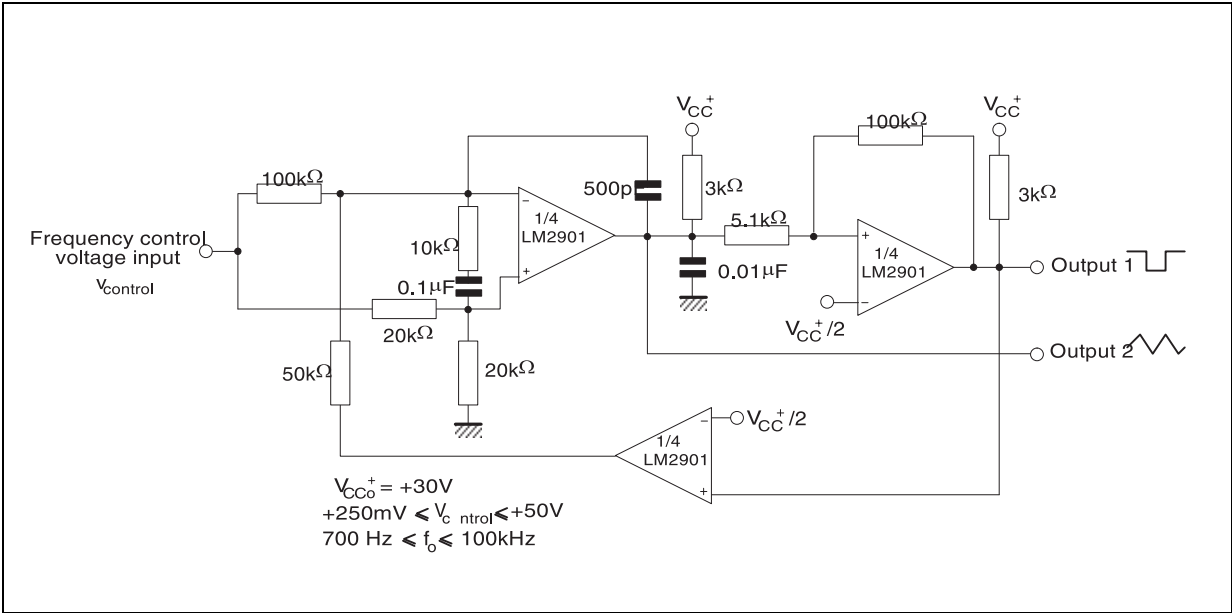 V_CC^+
V_CC^+
100kΩ
100kΩ
500p
3kΩ
3kΩ
5.1kΩ
1/4
LM2901
Frequency control
voltage input
v_control
10kΩ
1/4
LM2901
0.1µF
0.01µF
Output 1
V_CC^+/2
20kΩ
Output 2
50kΩ
20kΩ
V_CC^+/2
1/4
LM2901
V_CCo^+ = +30V
+250mV ⩽ V_c ntrol ⩽ +50V
700 Hz ⩽ f_o ⩽ 100kHz
− +
+ −
− +